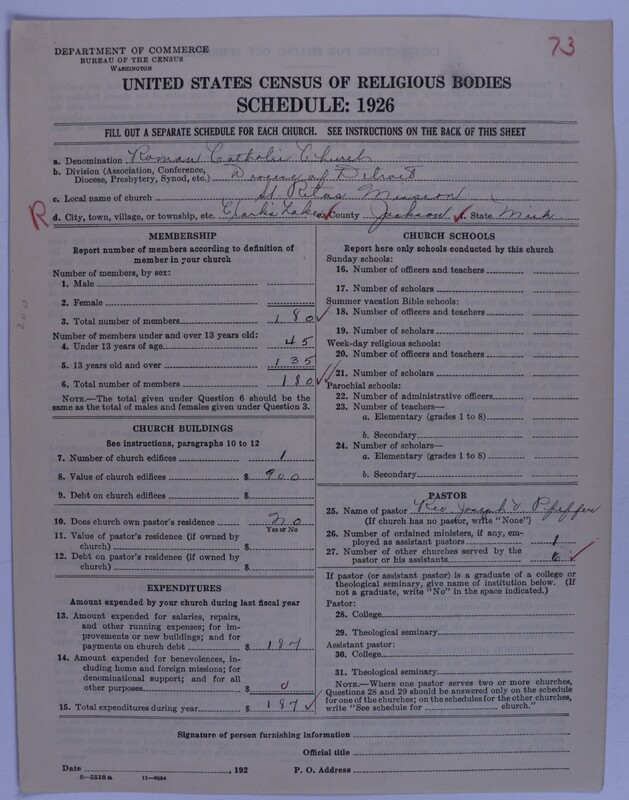 73
DEPARTMENT OF COMMERCE
BUREAU OF THE CENSUS
WASHINGTON
UNITED STATES CENSUS OF RELIGIOUS BODIES
SCHEDULE: 1926
FILL OUT A SEPARATE SCHEDULE FOR EACH CHURCH. SEE INSTRUCTIONS ON THE BACK OF THIS SHEET
a. Denomination Roman Catholic Church
b. Division (Association, Conference,
Diocese, Presbytery, Synod, etc.) Diocese of Detroit
c. Local name of church St. Ritas Mission
R d. City, town, village, or township, etc. Clarks Lake e. County Jackson f. State Mich
MEMBERSHIP
Report number of members according to definition of
member in your church
Number of members, by sex:
1. Male
2. Female
3. Total number of members 180
Number of members under and over 13 years old:
4. Under 13 years of age 45
5. 13 years old and over 135
6. Total number of members 180
NOTE.—The total given under Question 6 should be the
same as the total of males and females given under Question 3.
CHURCH BUILDINGS
See instructions, paragraphs 10 to 12
7. Number of church edifices 1
8. Value of church edifices $ 900
9. Debt on church edifices $
10. Does church own pastor's residence No
Yes or No
11. Value of pastor's residence (if owned by
church) $
12. Debt on pastor's residence (if owned by
church) $
EXPENDITURES
Amount expended by your church during last fiscal year
13. Amount expended for salaries, repairs,
and other running expenses; for im-
provements or new buildings; and for
payments on church debt $ 187
14. Amount expended for benevolences, in-
cluding home and foreign missions; for
denominational support; and for all
other purposes $ 0
15. Total expenditures during year $ 187
CHURCH SCHOOLS
Report here only schools conducted by this church
Sunday schools:
16. Number of officers and teachers
17. Number of scholars
Summer vacation Bible schools:
18. Number of officers and teachers
19. Number of scholars
Week-day religious schools:
20. Number of officers and teachers
21. Number of scholars
Parochial schools:
22. Number of administrative officers
23. Number of teachers—
a. Elementary (grades 1 to 8)
b. Secondary
24. Number of scholars—
a. Elementary (grades 1 to 8)
b. Secondary
PASTOR
25. Name of pastor Rev Joseph
(If church has no pastor, write "None")
26. Number of ordained ministers, if any, em-
ployed as assistant pastors 1
27. Number of other churches served by the
pastor or his assistants
If pastor (or assistant pastor) is a graduate of a college or
theological seminary, give name of institution below. (If
not a graduate, write "No" in the space indicated.)
Pastor:
28. College
29. Theological seminary
Assistant pastor:
30. College
31. Theological seminary
NOTE.—Where one pastor serves two or more churches,
Questions 28 and 29 should be answered only on the schedule
for one of the churches; on the schedules for the other churches,
write "See schedule for church."
Signature of person furnishing information
Official title
Date , 192 P. O. Address
8-5518a 11-9024